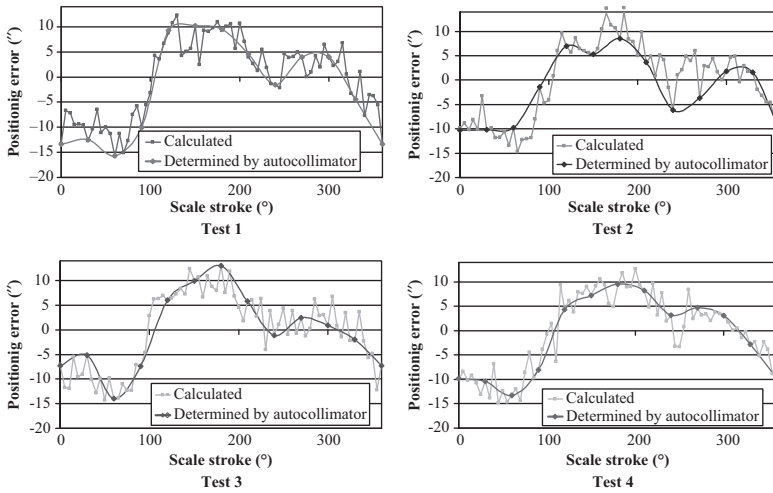 Positionig error (″)
15
10
5
0
–5
–10
–15
–20
Calculated
Determined by autocollimator
0
100
200
300
Scale stroke (°)
Test 1
Positionig error (″)
15
10
5
0
-5
-10
-15
-20
Calculated
Determined by autocollimator
0
100
200
300
Scale stroke (°)
Test 2
Positionig error (″)
10
5
0
-5
-10
-15
-20
Calculated
Determined by autocollimator
0
100
200
300
Scale stroke (°)
Test 3
Positionig error (″)
10
5
0
-5
-10
-15
-20
Calculated
Determined by autocollimator
0
100
200
300
Scale stroke (°)
Test 4